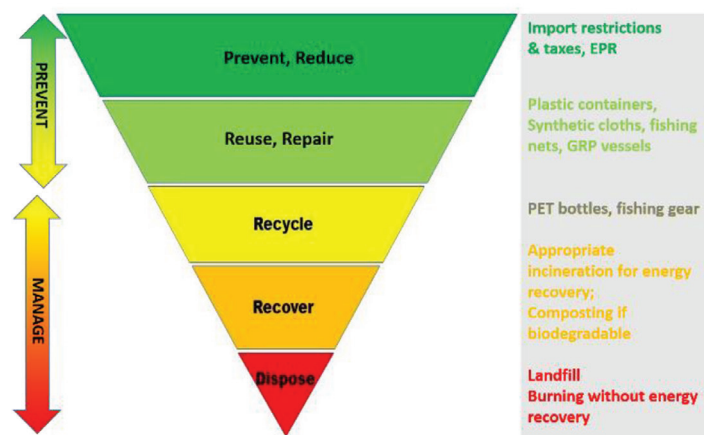 PREVENT
MANAGE
Prevent, Reduce
Reuse, Repair
Recycle
Recover
Dispose
Import restrictions
& taxes, EPR
Plastic containers,
Synthetic cloths, fishing
nets, GRP vessels
PET bottles, fishing gear
Appropriate
incineration for energy
recovery;
Composting if
biodegradable
Landfill
Burning without energy
recovery